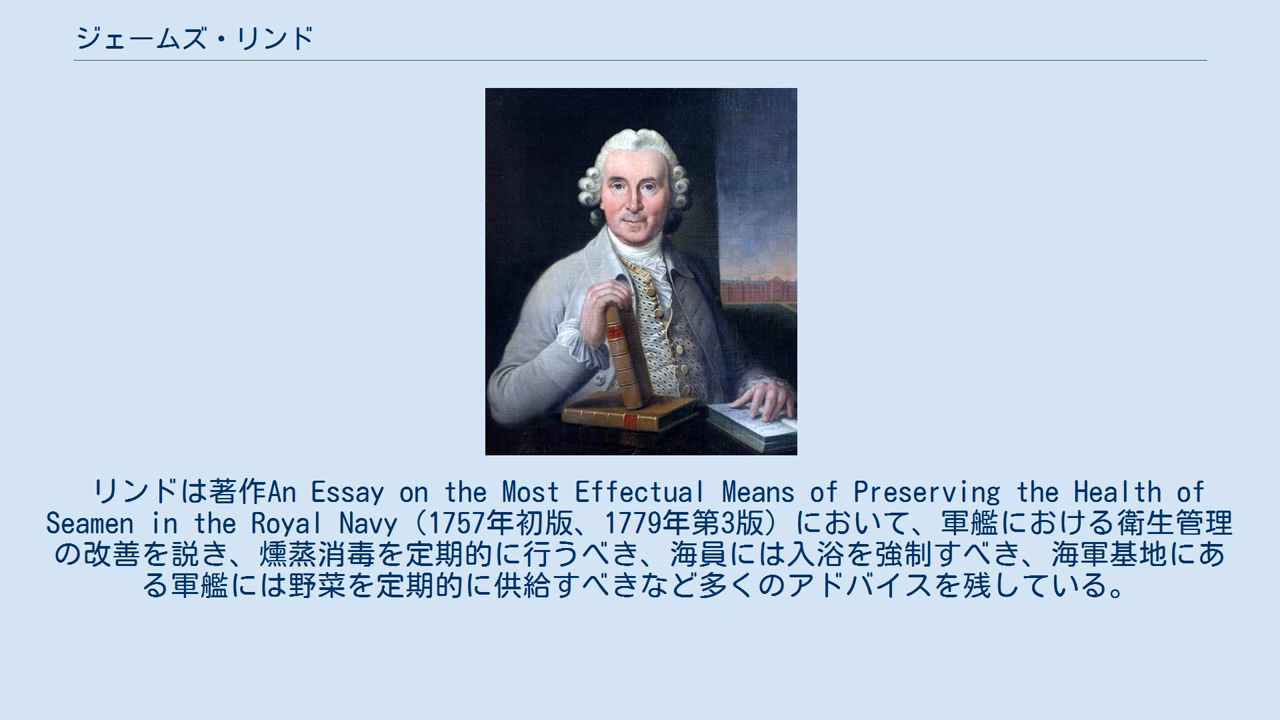 ジェームズ・リンド
リンドは著作An Essay on the Most Effectual Means of Preserving the Health of
Seamen in the Royal Navy（1757年初版、1779年第3版）において、軍艦における衛生管理
の改善を説き、燻蒸消毒を定期的に行うべき、海員には入浴を強制すべき、海軍基地にあ
る軍艦には野菜を定期的に供給すべきなど多くのアドバイスを残している。